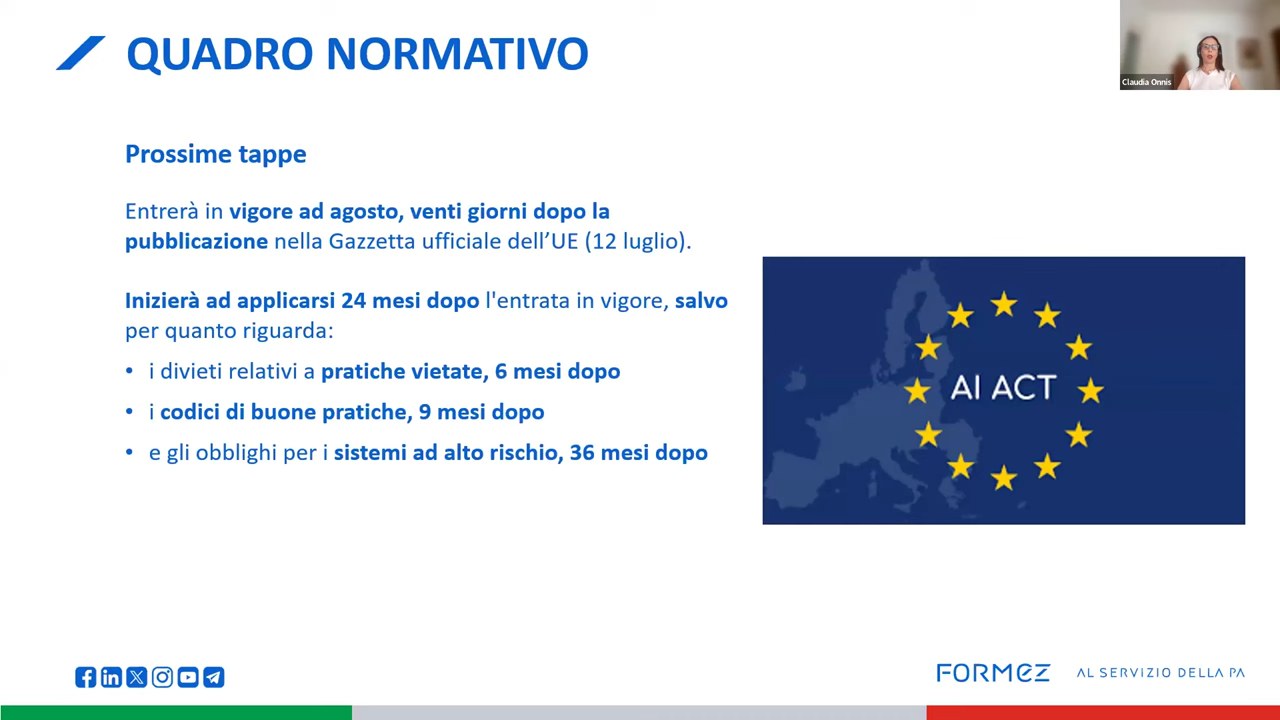 QUADRO NORMATIVO
Claudia Onnis
Prossime tappe
Entrerà in vigore ad agosto, venti giorni dopo la
pubblicazione nella Gazzetta ufficiale dell’UE (12 luglio).
Inizierà ad applicarsi 24 mesi dopo l'entrata in vigore, salvo
per quanto riguarda:
• i divieti relativi a pratiche vietate, 6 mesi dopo
• i codici di buone pratiche, 9 mesi dopo
• e gli obblighi per i sistemi ad alto rischio, 36 mesi dopo
AI ACT
FORMEZ
AL SERVIZIO DELLA PA